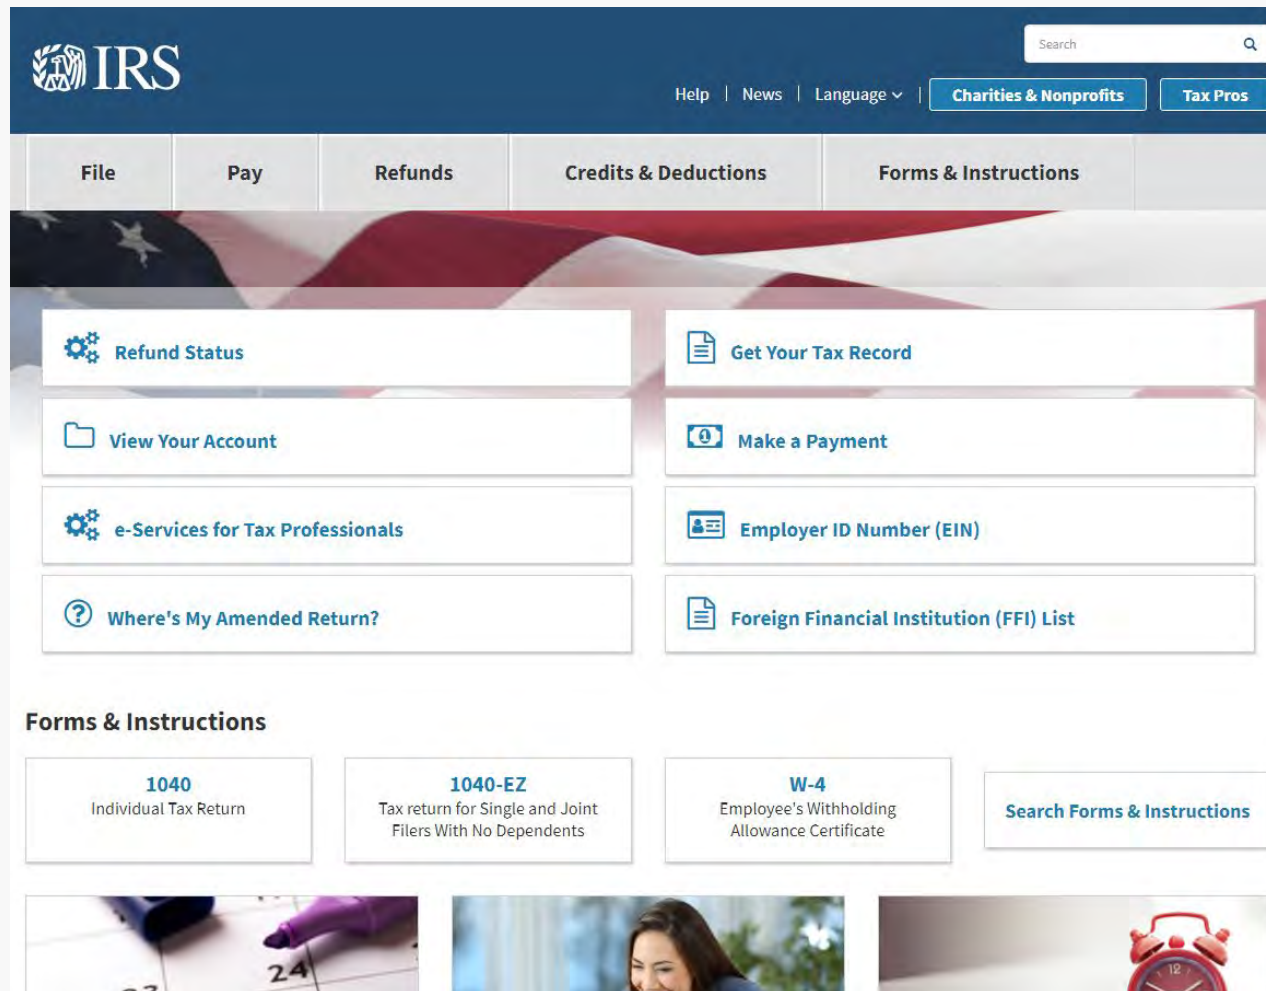 IRS
Search
Help | News | Language | Charities & Nonprofits Tax Pros
File Pay Refunds Credits & Deductions Forms & Instructions
Refund Status
Get Your Tax Record
View Your Account
Make a Payment
e-Services for Tax Professionals
Employer ID Number (EIN)
Where's My Amended Return?
Foreign Financial Institution (FFI) List
Forms & Instructions
1040
Individual Tax Return
1040-EZ
Tax return for Single and Joint
Filers With No Dependents
W-4
Employee's Withholding
Allowance Certificate
Search Forms & Instructions
24
12